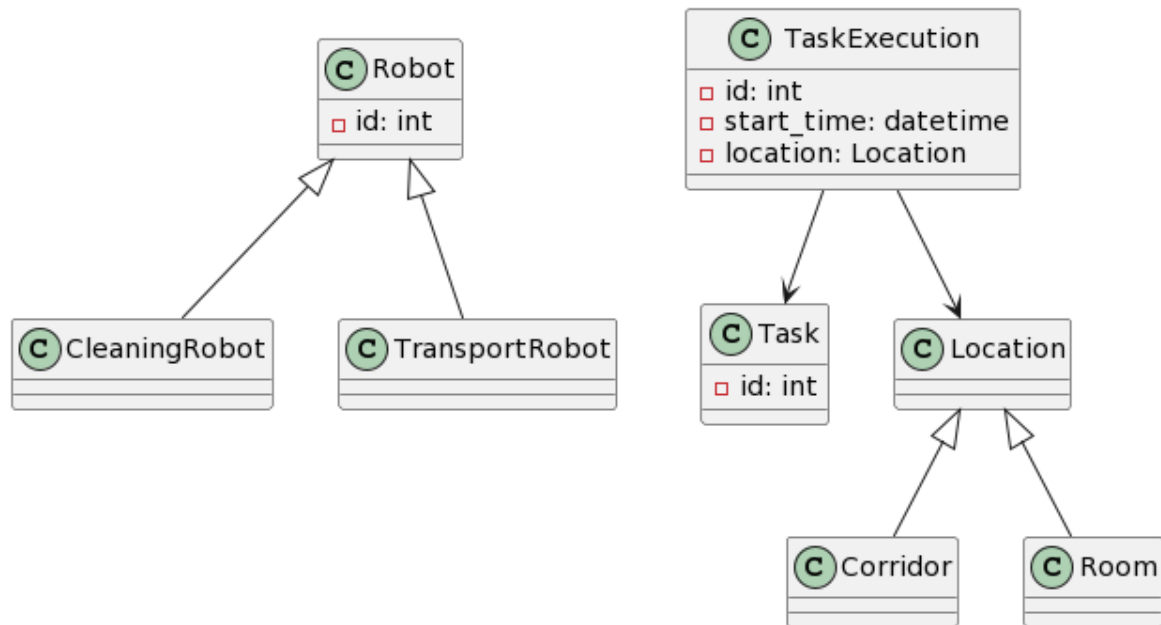 C Robot
id: int
C TaskExecution
id: int
start_time: datetime
location: Location
C CleaningRobot
C TransportRobot
C Task
id: int
C Location
C Corridor
C Room